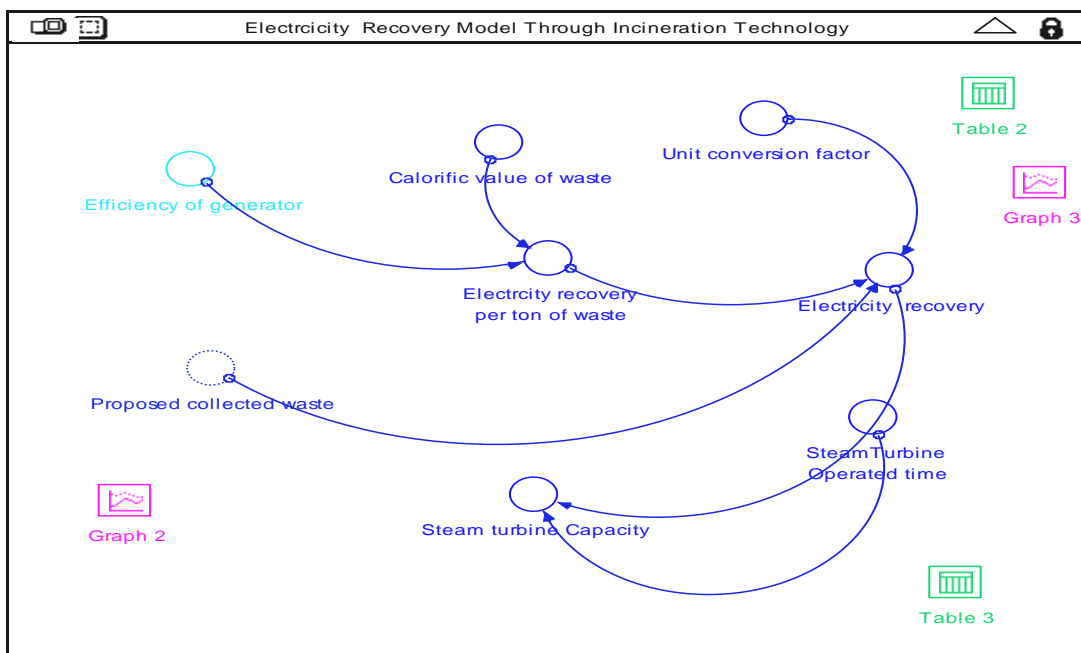 Electrcicity Recovery Model Through Incineration Technology
Table 2
Unit conversion factor
Calorific value of waste
Efficiency of generator
Graph 3
Electrcity recovery
per ton of waste
Electricity recovery
Proposed collected waste
SteamTurbine
Operated time
Steam turbine Capacity
Graph 2
Table 3